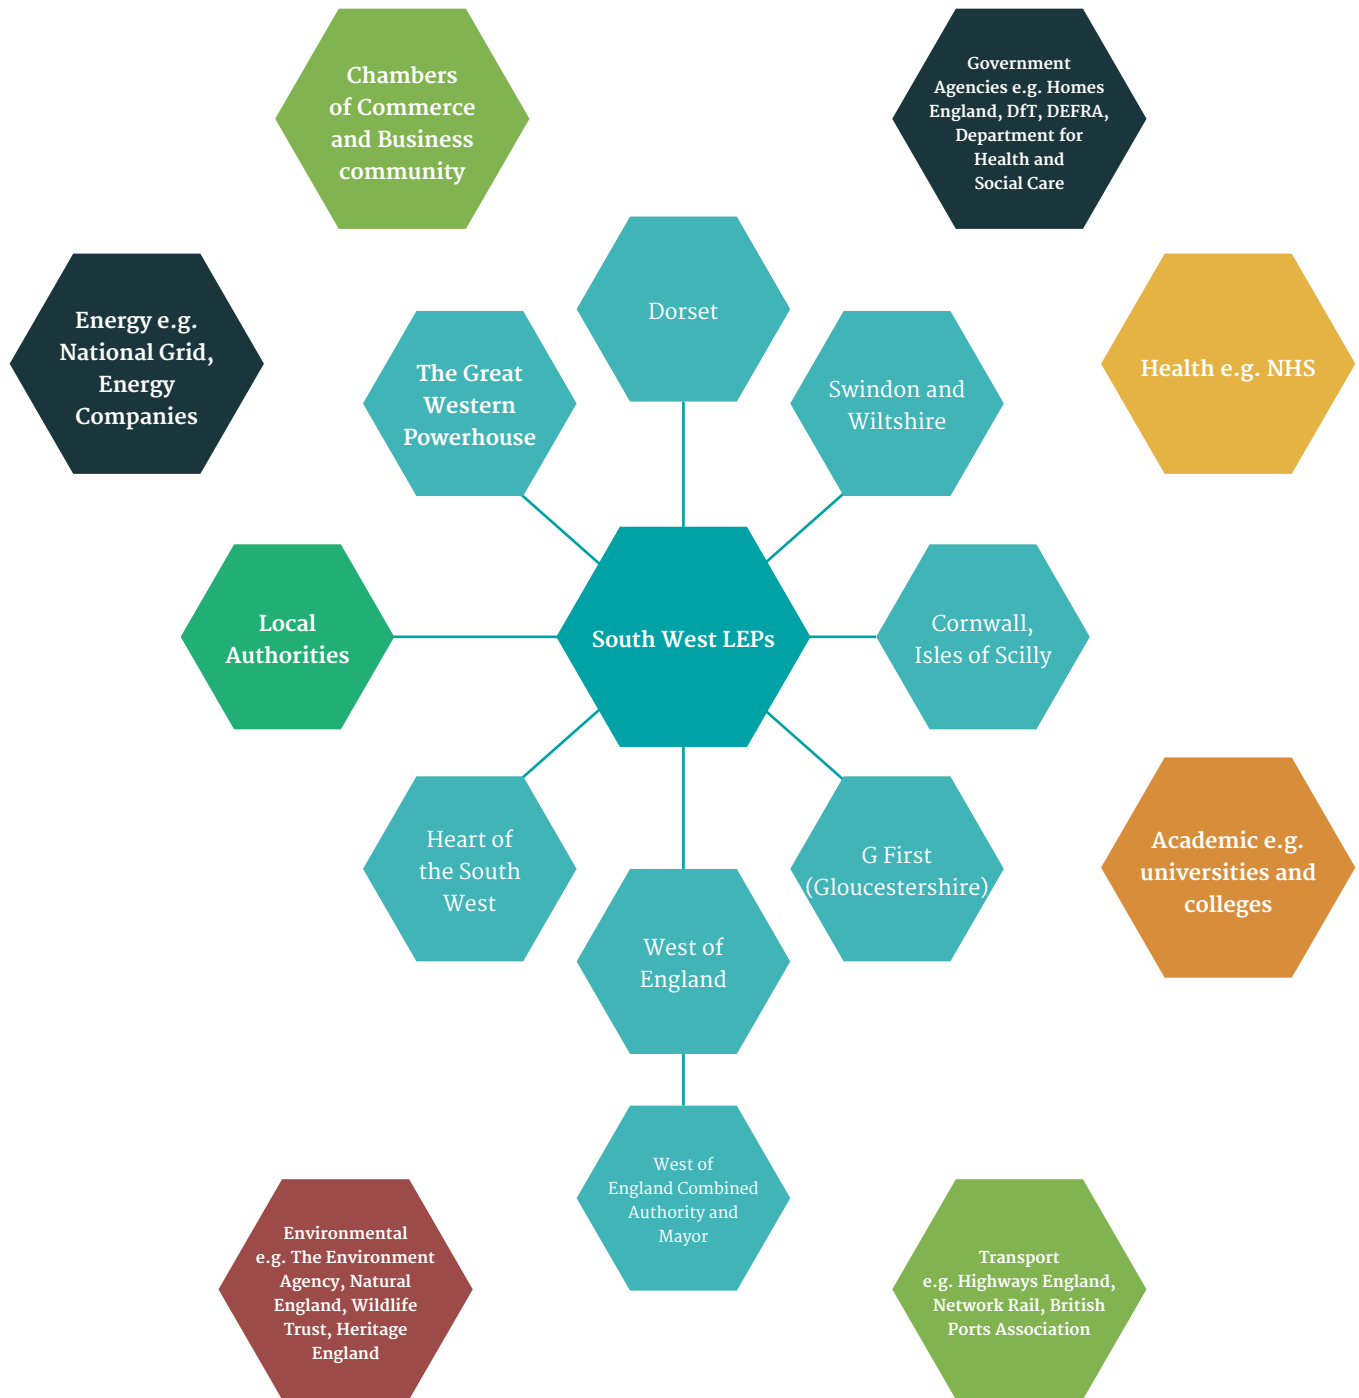 Chambers
of Commerce
and Business
community
Government
Agencies e.g. Homes
England, DfT, DEFRA,
Department for
Health and
Social Care
Dorset
Energy e.g.
National Grid,
Energy
Companies
The Great
Western
Powerhouse
Swindon and
Wiltshire
Health e.g. NHS
Local
Authorities
South West LEPs
Cornwall,
Isles of Scilly
Heart of
the South
West
G First
(Gloucestershire)
Academic e.g.
universities and
colleges
West of
England
West of
England Combined
Authority and
Mayor
Environmental
e.g. The Environment
Agency, Natural
England, Wildlife
Trust, Heritage
England
Transport
e.g. Highways England,
Network Rail, British
Ports Association